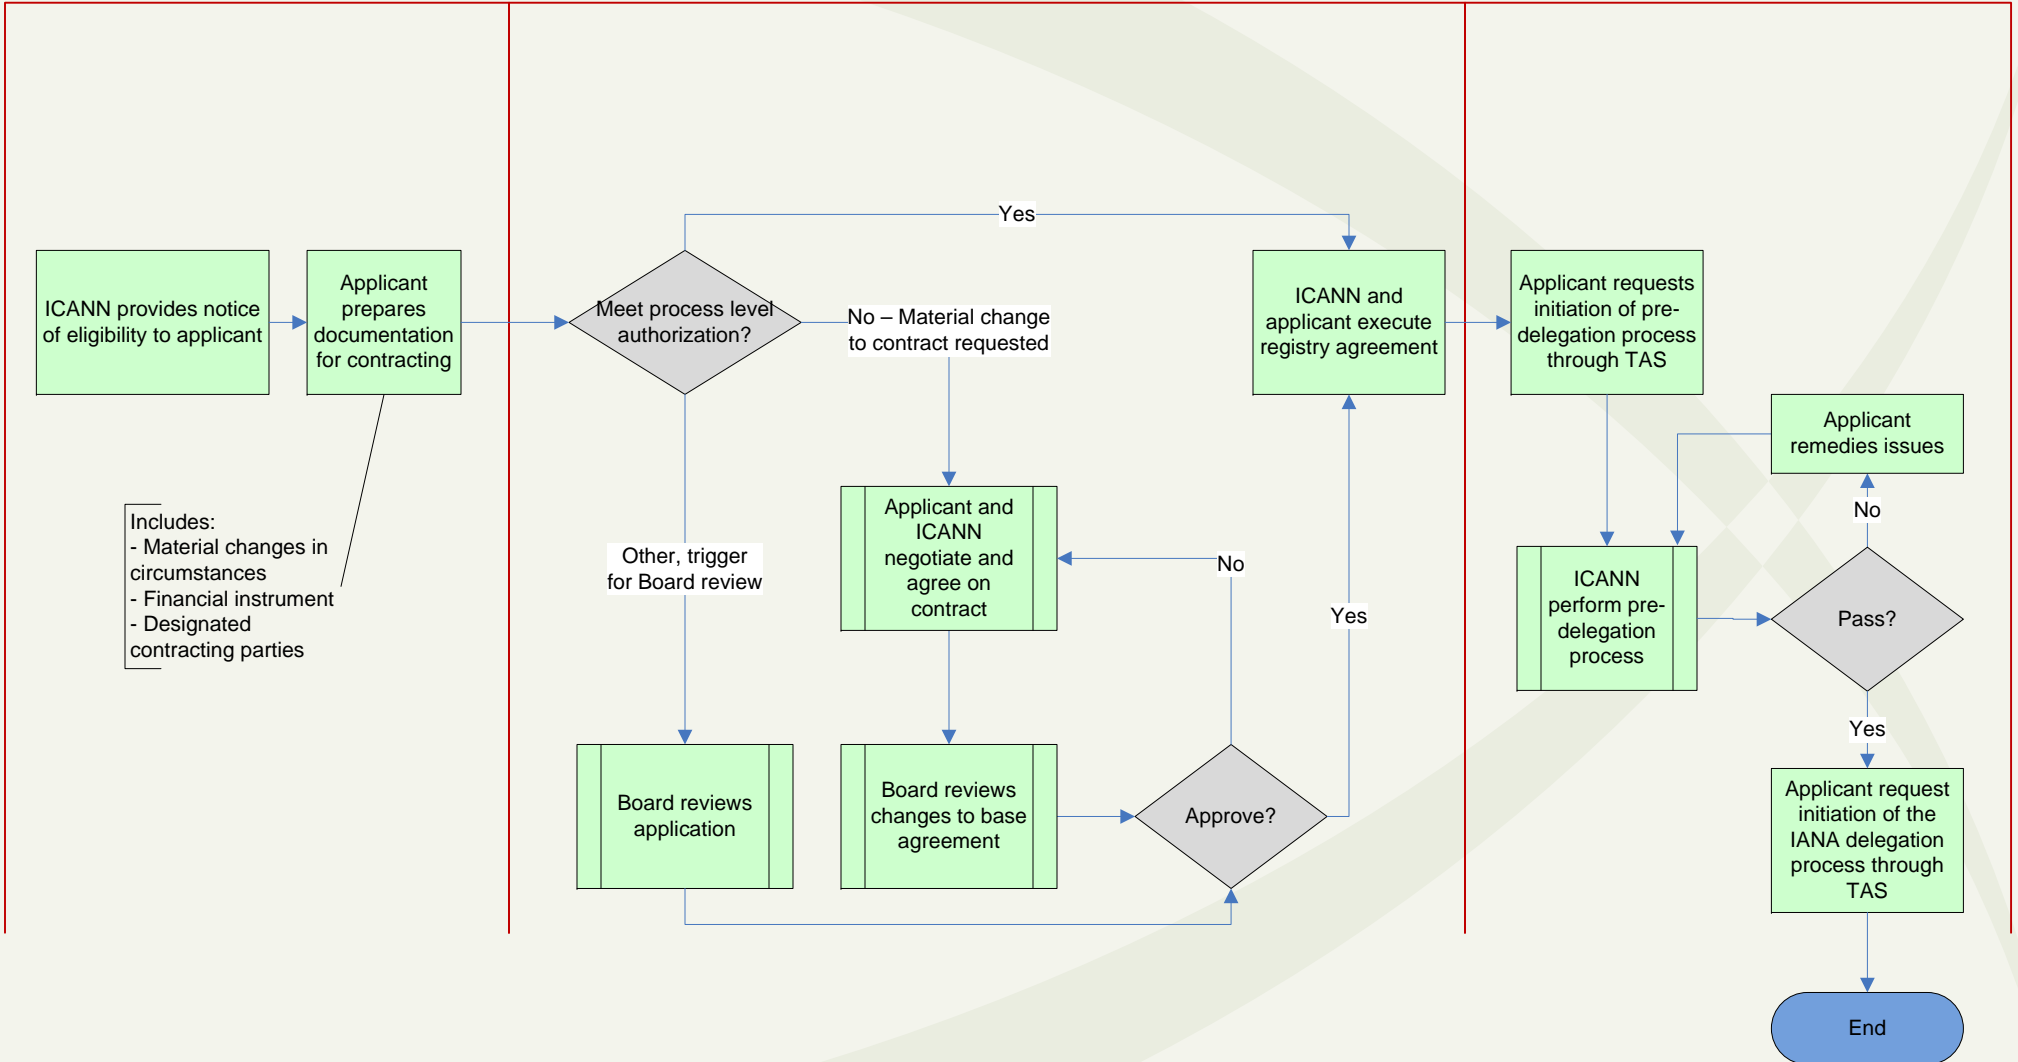 ICANN provides notice
of eligibility to applicant
Applicant
prepares
documentation
for contracting
Includes:
- Material changes in
circumstances
- Financial instrument
- Designated
contracting parties
Meet process level
authorization?
Yes
No – Material change
to contract requested
Other, trigger
for Board review
Applicant and
ICANN
negotiate and
agree on
contract
Board reviews
application
Board reviews
changes to base
agreement
Approve?
No
Yes
ICANN and
applicant execute
registry agreement
Applicant requests
initiation of pre-
delegation process
through TAS
Applicant
remedies issues
No
ICANN
perform pre-
delegation
process
Pass?
Yes
Applicant request
initiation of the
IANA delegation
process through
TAS
End